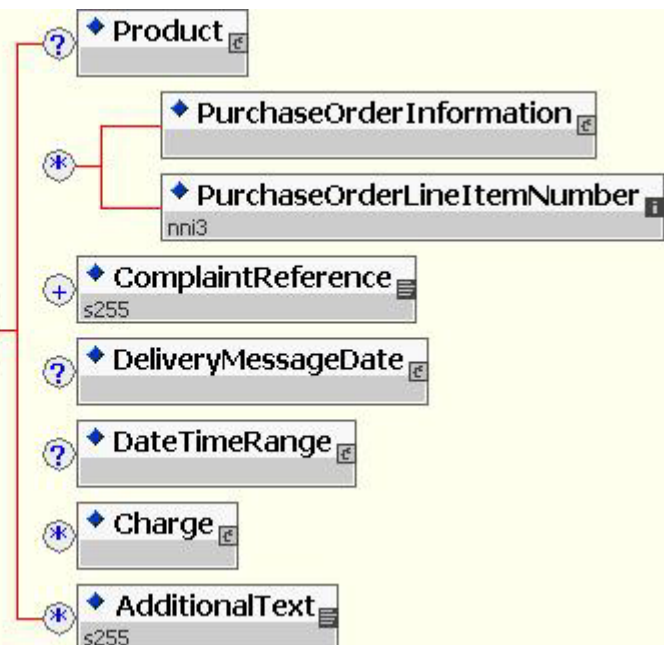 ? Product
* PurchaseOrderInformation
PurchaseOrderLineItemNumber
nni3
+ ComplaintReference
s255
? DeliveryMessageDate
? DateTimeRange
* Charge
* AdditionalText
s255